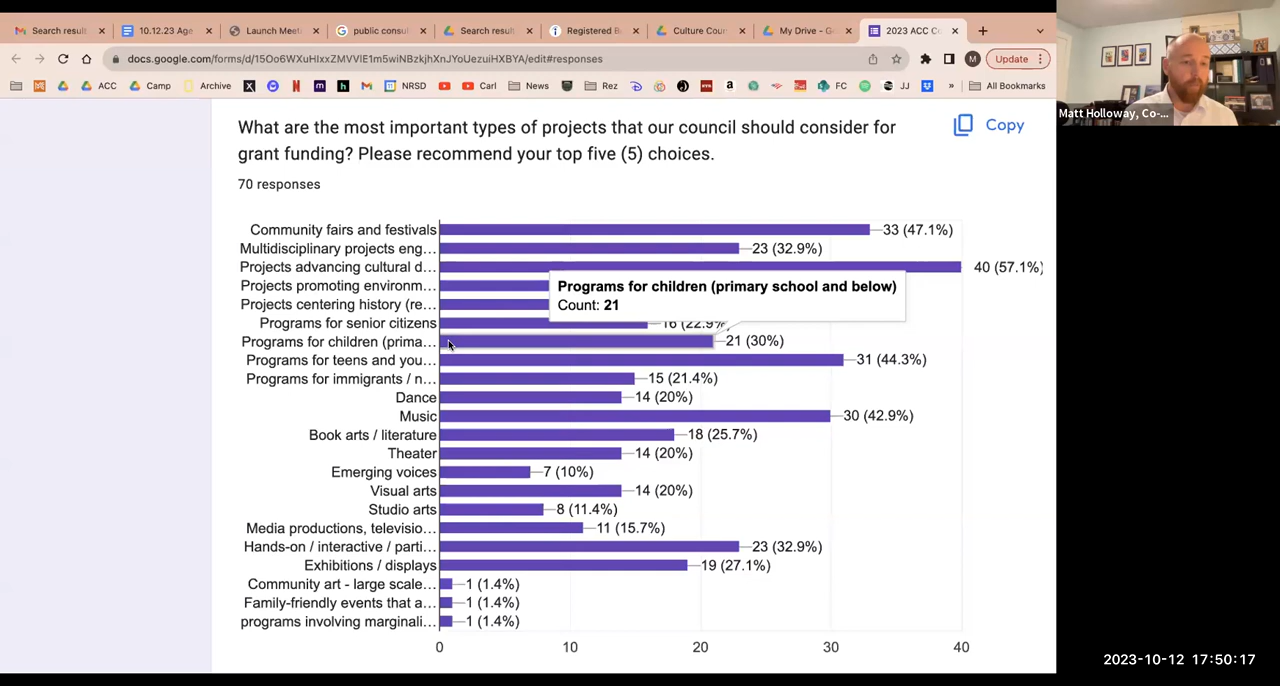 Search result
10.12.23 Age
Launch Meet
public consul
Search result
Registered B
Culture Coun
My Drive - Go
2023 ACC Co
docs.google.com/forms/d/15Oo6WXuHIxxZMVVlE1m5wiNBzkjhXnJYoUezuiHXBYA/edit#responses
M
Update
ACC
Camp
Archive
NRSD
Carl
News
Rez
FC
JJ
»
All Bookmarks
Matt Holloway, Co-...
What are the most important types of projects that our council should consider for
grant funding? Please recommend your top five (5) choices.
Copy
70 responses
Community fairs and festivals 33 (47.1%)
Multidisciplinary projects eng… 23 (32.9%)
Projects advancing cultural d… 40 (57.1%)
Projects promoting environm…
Projects centering history (re…
Programs for children (primary school and below)
Count: 21
Programs for senior citizens 16 (22.9%
Programs for children (prima… 21 (30%)
Programs for teens and you… 31 (44.3%)
Programs for immigrants / n… 15 (21.4%)
Dance 14 (20%)
Music 30 (42.9%)
Book arts / literature 18 (25.7%)
Theater 14 (20%)
Emerging voices 7 (10%)
Visual arts 14 (20%)
Studio arts 8 (11.4%)
Media productions, televisio… 11 (15.7%)
Hands-on / interactive / parti… 23 (32.9%)
Exhibitions / displays 19 (27.1%)
Community art - large scale… 1 (1.4%)
Family-friendly events that a… 1 (1.4%)
programs involving marginali… 1 (1.4%)
0 10 20 30 40
2023-10-12 17:50:17